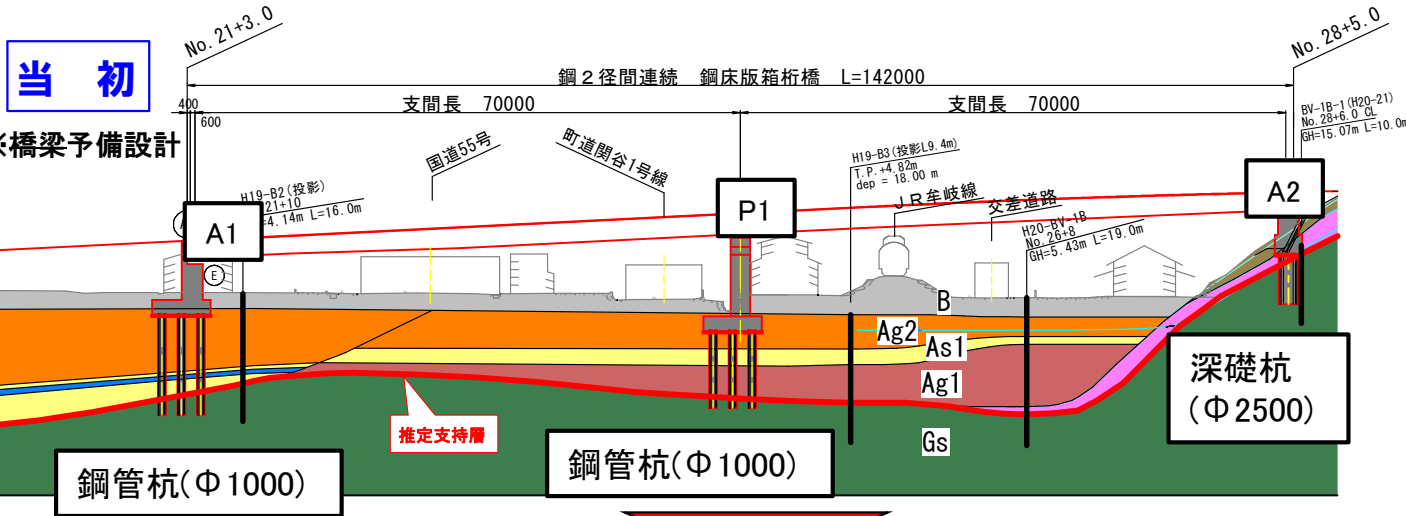 No.21+3.0
No.28+5.0
当 初
鋼2径間連続 鋼床版箱桁橋 L=142000
400
600
支間長 70000
支間長 70000
※橋梁予備設計
BV-1B-1(H20-21)
No.28+6.0 CL
GH=15.07m L=10.0m
国道55号
町道関谷1号線
H19-B3(投影L9.4m)
T.P.+4.82m
dep = 18.00 m
JR牟岐線
交差道路
H19-B2(投影)
21+10
4.14m L=16.0m
H20-BV-1B
No.26+8
GH=5.43m L=19.0m
A1
P1
A2
E
B
Ag2
As1
Ag1
Gs
推定支持層
深礎杭
(Φ2500)
鋼管杭(Φ1000)
鋼管杭(Φ1000)